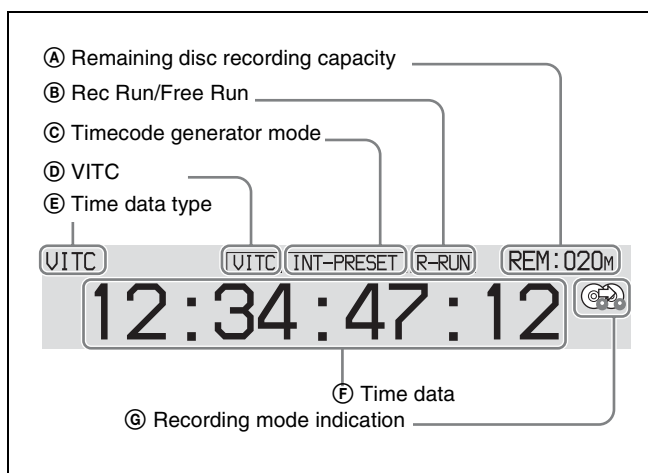 Ⓐ Remaining disc recording capacity
Ⓑ Rec Run/Free Run
Ⓒ Timecode generator mode
Ⓓ VITC
Ⓔ Time data type
VITC VITC INT-PRESET R-RUN REM:020M
12:34:47:12
Ⓕ Time data
Ⓖ Recording mode indication